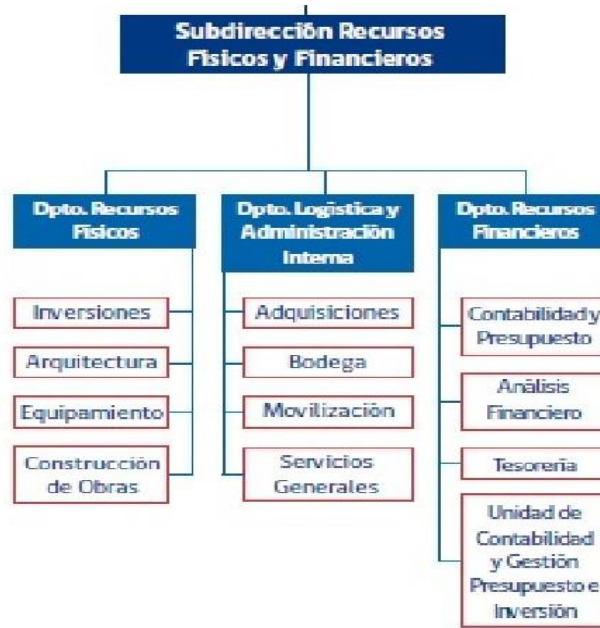 Subdirección Recursos
Físicos y Financieros
Dpto. Recursos
Físicos
Inversiones
Arquitectura
Equipamiento
Construcción
de Obras
Dpto. Logística y
Administración
Interna
Adquisiciones
Bodega
Movilización
Servicios
Generales
Dpto. Recursos
Financieros
Contabilidad y
Presupuesto
Análisis
Financiero
Tesorería
Unidad de
Contabilidad
y Gestión
Presupuesto e
Inversión